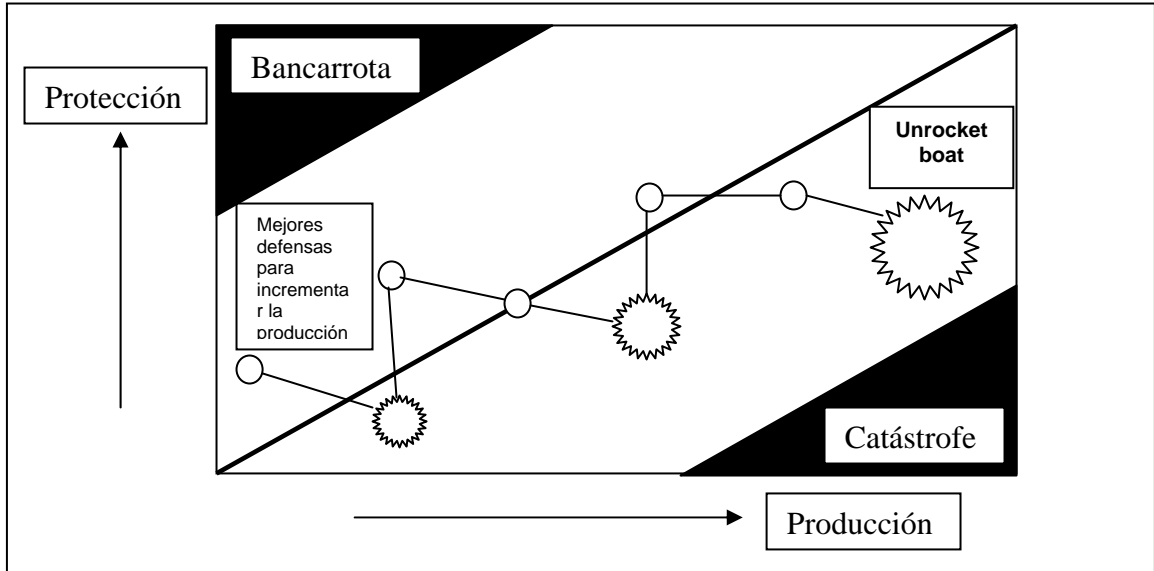 Bancarrota
Protección
Unrocket
boat
Mejores
defensas
para
incrementa
r la
producción
Catástrofe
Producción